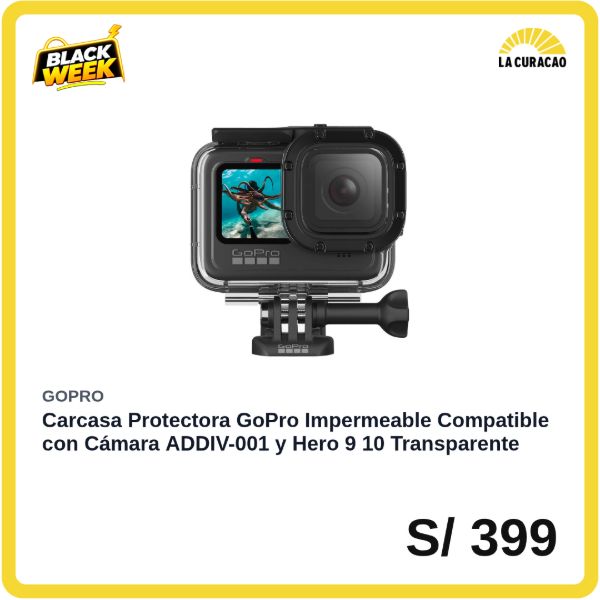 BLACK
WEEK
LA CURACAO
GoPro
GoPro
GOPRO
Carcasa Protectora GoPro Impermeable Compatible
con Cámara ADDIV-001 y Hero 9 10 Transparente
S/ 399